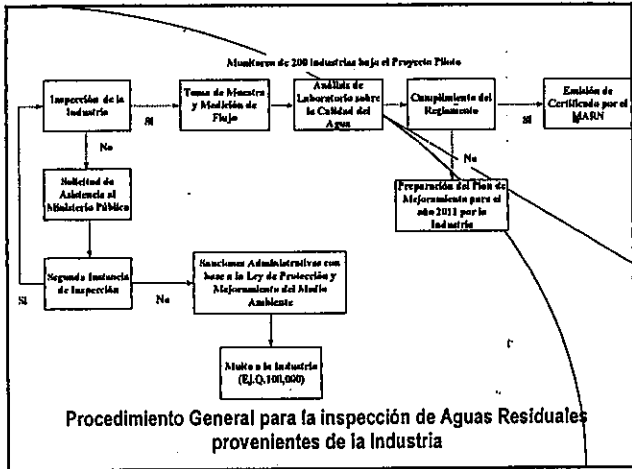 Monitoreo de 200 Industrias bajo el Proyecto Piloto
Inspección de la
Industria
Si
Toma de Muestra
y Medición de
Flujo
Análisis de
Laboratorio sobre
la Calidad del
Agua
Cumplimiento del
Reglamento
Si
Emisión de
Certificado por el
MARN
No
No
Solicitud de
Asistencia al
Ministerio Público
Preparación del Plan de
Mejoramiento para el
año 2011 por la
Industria
Segunda Instancia
de Inspección
Si
No
Sanciones Administrativas con
base a la Ley de Protección y
Mejoramiento del Medio
Ambiente
Multa a la Industria
(EJ.Q.100,000)
Procedimiento General para la inspección de Aguas Residuales
provenientes de la Industria